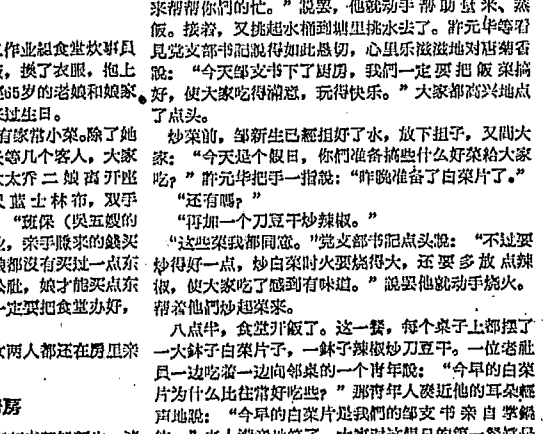 作业组食堂炊事员
，换了衣服，抱上
65岁的老娘和娘家
过生日。
有家常小菜。除了她
等几个客人，大家
太乔二娘离开座
蓝士林布，双手
“班保（吴五嫂的
，亲手赚来的钱买
娘都没有买过一点东
公社，娘才能买点东
一定要把食堂办好，
两人都还在房里亲
房
来帮帮你们的忙。”说罢，他就动手帮助
饭。接着，又挑起水桶到塘里挑水去了。许元华等看
见党支部书记说得如此恳切，心里乐滋滋地对唐菊香
说：“今天邹支书下了厨房，我们一定要把饭菜搞
好，使大家吃得满意，玩得快乐。”大家都高兴地点
了点头。
炒菜前，邹新生已经担好了水，放下担子，又问大
家：“今天是个假日，你们准备搞些什么好菜给大家
吃？”许元华把手一指说：“昨晚准备了白菜片了。”
“还有吗？”
“再加一个刀豆干炒辣椒。”
“这些菜我都同意。”党支部书记点头说：“不过要
炒得好一点，炒白菜时火要烧得大，还要多放点辣
椒，使大家吃了感到有味道。”说罢他就动手烧火。
帮着他们炒起菜来。
八点半，食堂开饭了。这一餐，每个桌子上都摆了
一大钵子白菜片子，一钵子辣椒炒刀豆干。一位老社
员一边吃着一边向邻桌的一个青年说：“今早的白菜
片为什么比往常好吃些？”那青年人凑近他的耳朵轻
声地说：“今早的白菜片是我们的邹支书亲自掌锅